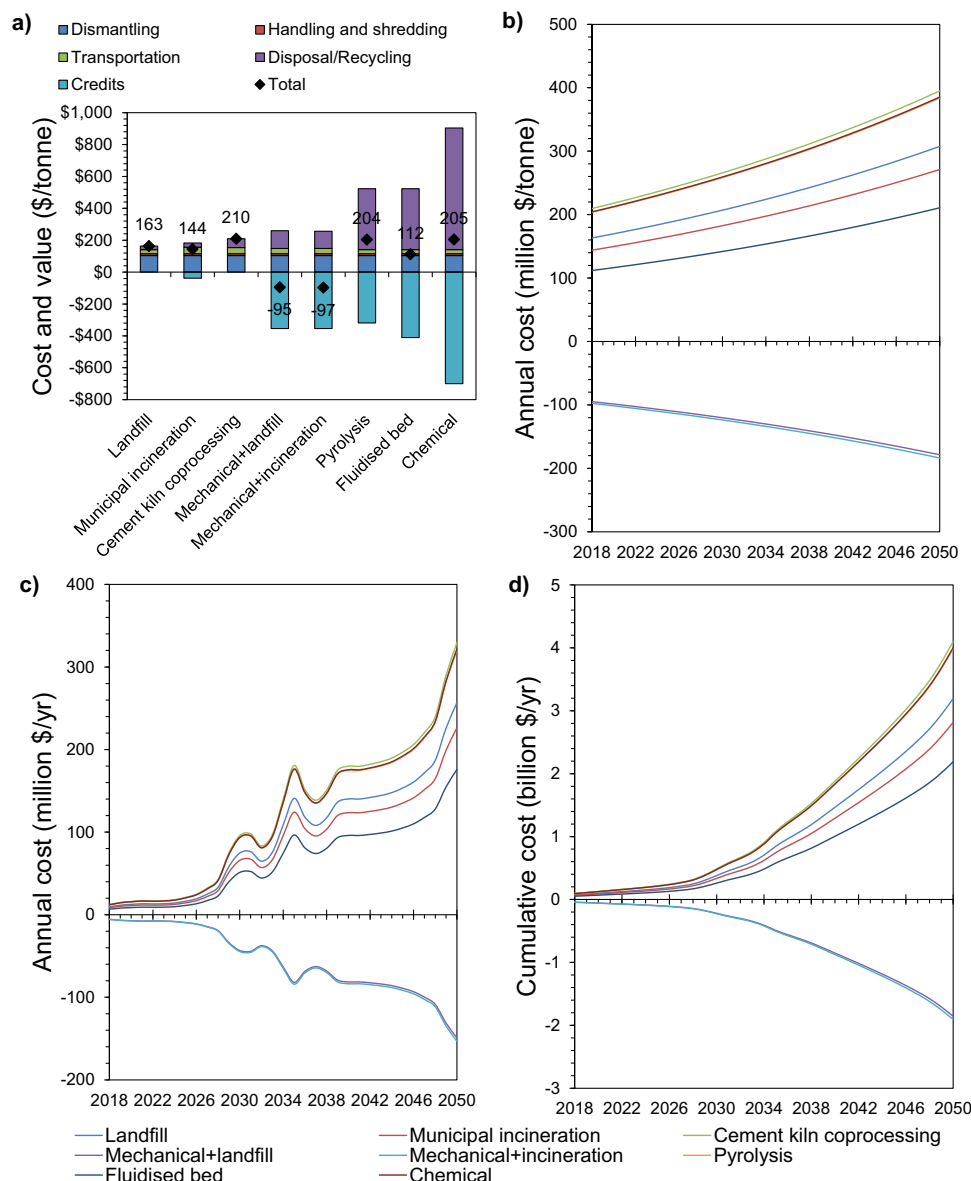 a)
Dismantling
Handling and shredding
Transportation
Disposal/Recycling
Credits
Total
Cost and value ($/tonne)
$1,000
$800
$600
$400
$200
$0
-$200
-$400
-$600
-$800
163
144
210
-95
-97
204
112
205
Landfill
Municipal incineration
Cement kiln coprocessing
Mechanical+landfill
Mechanical+incineration
Pyrolysis
Fluidised bed
Chemical
b)
Annual cost (million $/tonne)
500
400
300
200
100
0
-100
-200
-300
2018 2022 2026 2030 2034 2038 2042 2046 2050
c)
Annual cost (million $/yr)
400
300
200
100
0
-100
-200
2018 2022 2026 2030 2034 2038 2042 2046 2050
d)
Cumulative cost (billion $/yr)
5
4
3
2
1
0
-1
-2
-3
2018 2022 2026 2030 2034 2038 2042 2046 2050
Landfill
Municipal incineration
Cement kiln coprocessing
Mechanical+landfill
Mechanical+incineration
Pyrolysis
Fluidised bed
Chemical